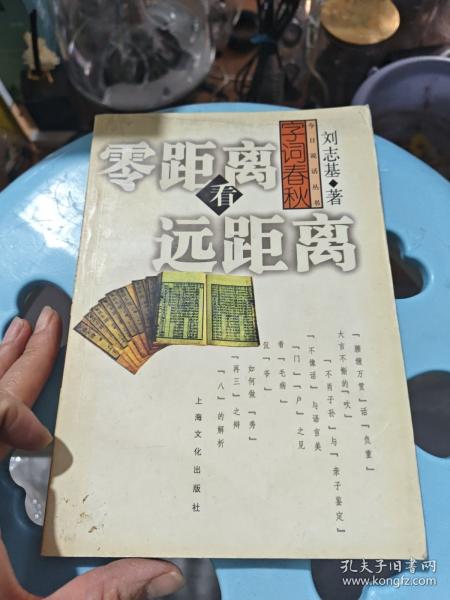 零距离
看
远距离
字词春秋
今日说话丛书
刘志基◆著
『腰缠万贯』话『负重』
大言不惭的『吹』
『不肖子孙』与『亲子鉴定』
『不像话』与语言美
『门』『户』之见
看『毛病』
侃『爷』
如何做『秀』
『再三』之辩
『八』的解析
上海文化出版社
孔夫子旧书网
www.kongfz.com